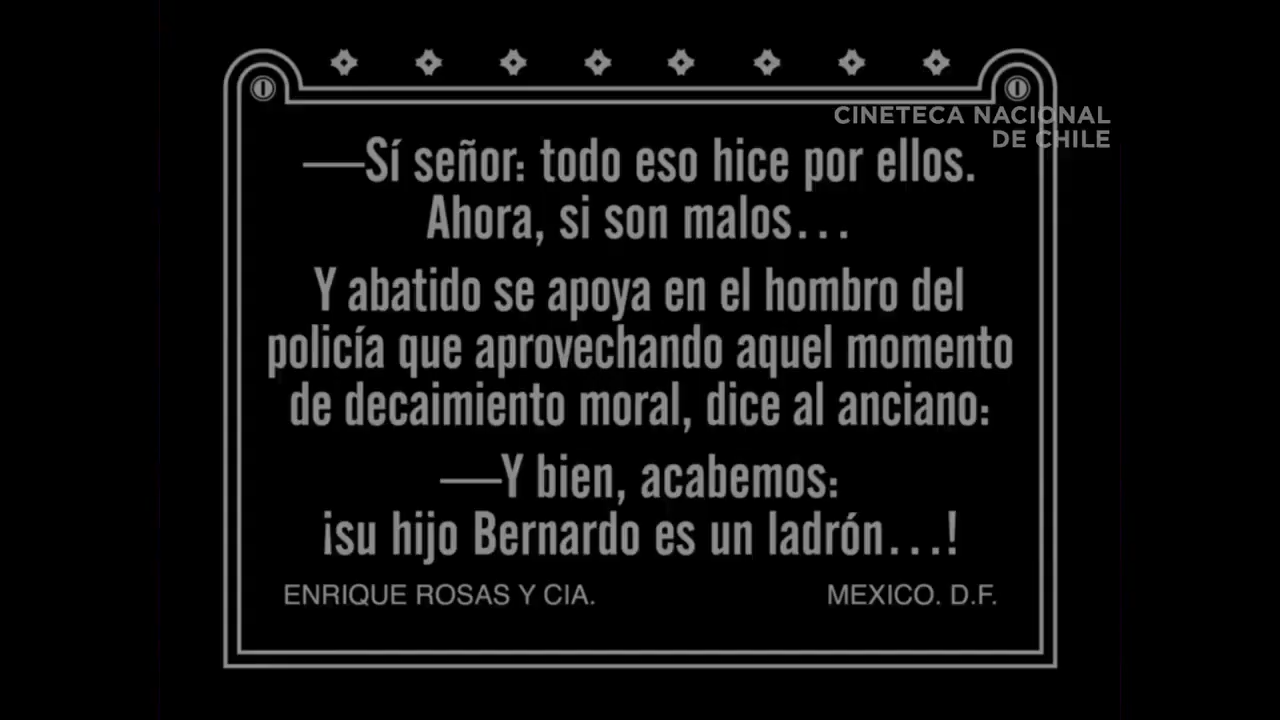 CINETECA NACIONAL
DE CHILE
—Sí señor: todo eso hice por ellos.
Ahora, si son malos...
Y abatido se apoya en el hombro del
policía que aprovechando aquel momento
de decaimiento moral, dice al anciano:
—Y bien, acabemos:
¡su hijo Bernardo es un ladrón...!
ENRIQUE ROSAS Y CIA. MEXICO. D.F.